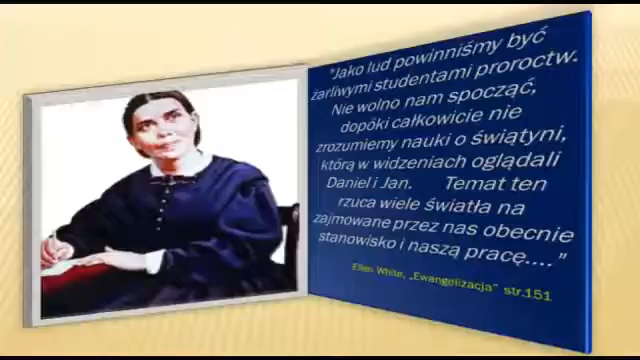 "Jako lud powinniśmy być
żarliwymi studentami proroctw.
Nie wolno nam spocząć,
dopóki całkowicie nie
zrozumiemy nauki o świątyni,
którą w widzeniach oglądali
Daniel i Jan. Temat ten
rzuca wiele światła na
zajmowane przez nas obecnie
stanowisko i naszą pracę...."
Ellen White, „Ewangelizacja" str.151